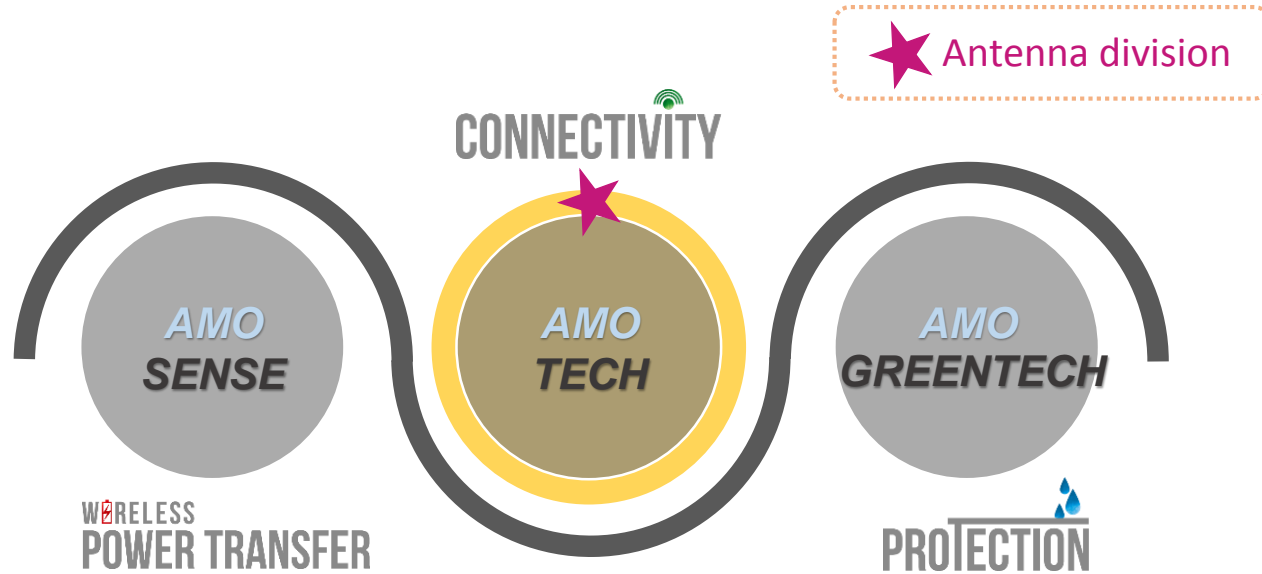 Antenna division
CONNECTIVITY
AMO
SENSE
AMO
TECH
AMO
GREENTECH
WIRELESS
POWER TRANSFER
PROTECTION